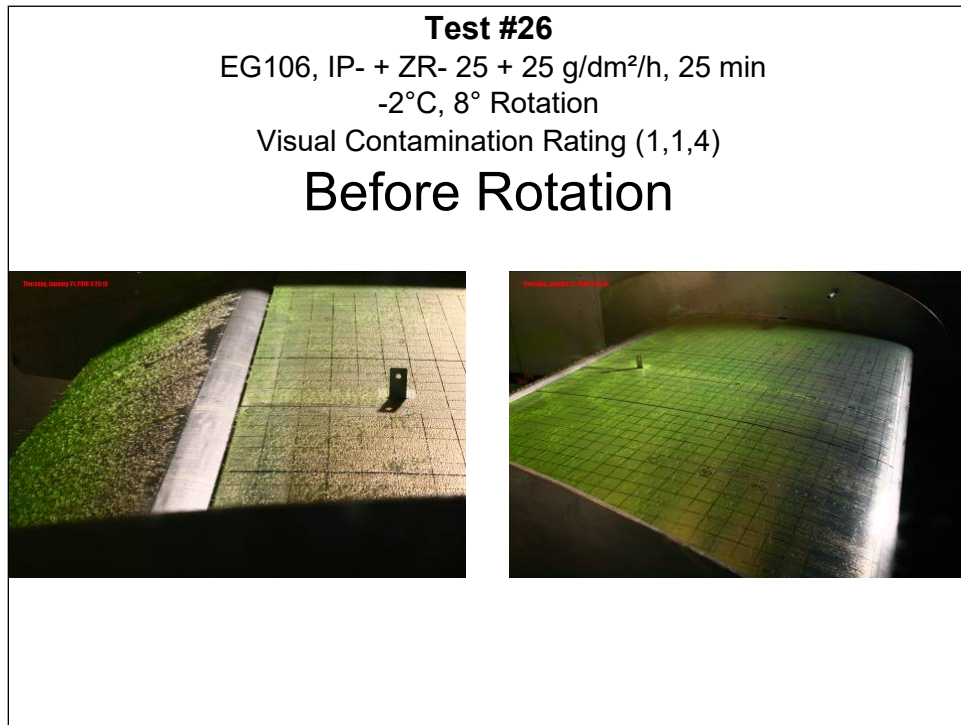 Test #26
EG106, IP- + ZR- 25 + 25 g/dm²/h, 25 min
-2°C, 8° Rotation
Visual Contamination Rating (1,1,4)
Before Rotation